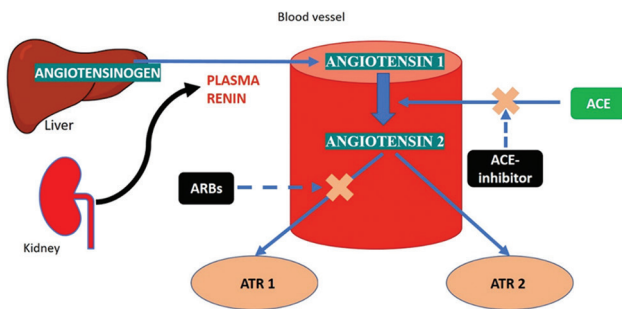 Blood vessel
ANGIOTENSINOGEN
ANGIOTENSIN 1
PLASMA
RENIN
ACE
Liver
ANGIOTENSIN 2
ACE-
inhibitor
ARBs
Kidney
ATR 1
ATR 2